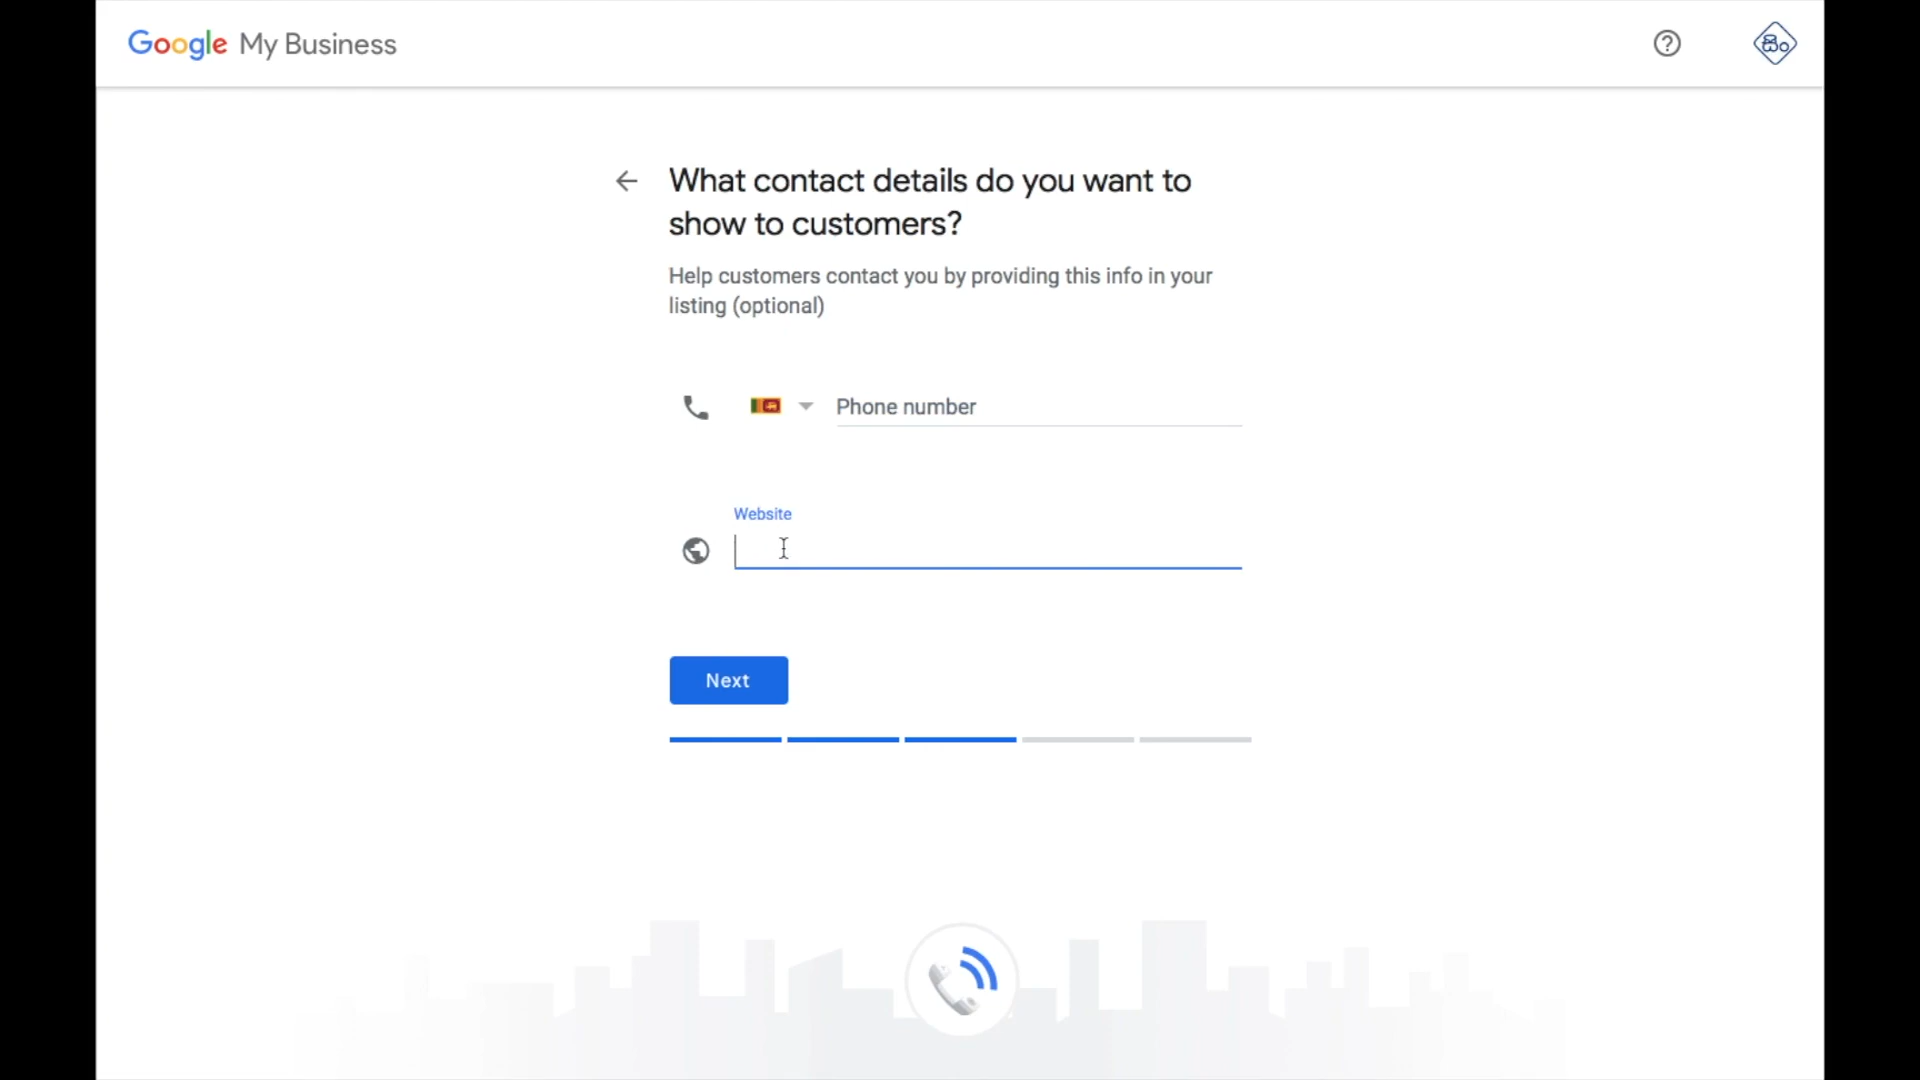 Google My Business
What contact details do you want to
show to customers?
Help customers contact you by providing this info in your
listing (optional)
Phone number
Website
Next